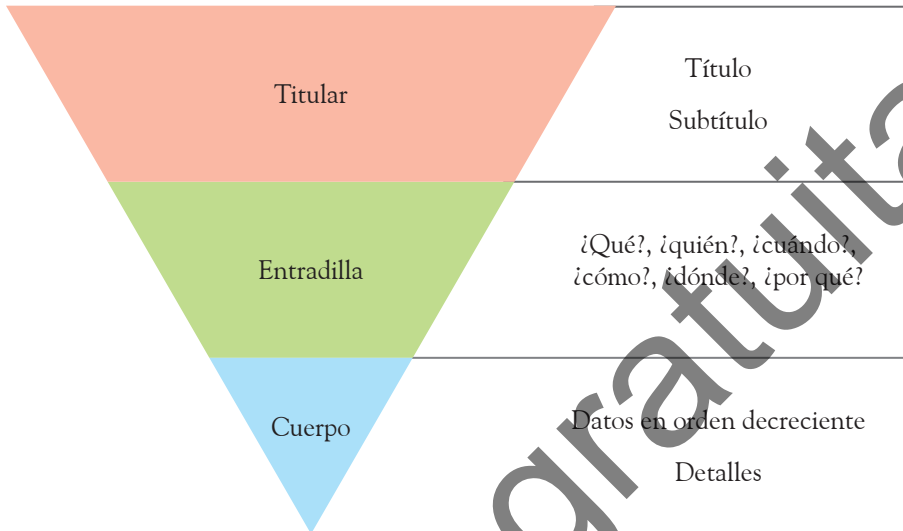 Titular
Título
Subtítulo
Entradilla
¿Qué?, ¿quién?, ¿cuándo?,
¿cómo?, ¿dónde?, ¿por qué?
Cuerpo
Datos en orden decreciente
Detalles
gratuita